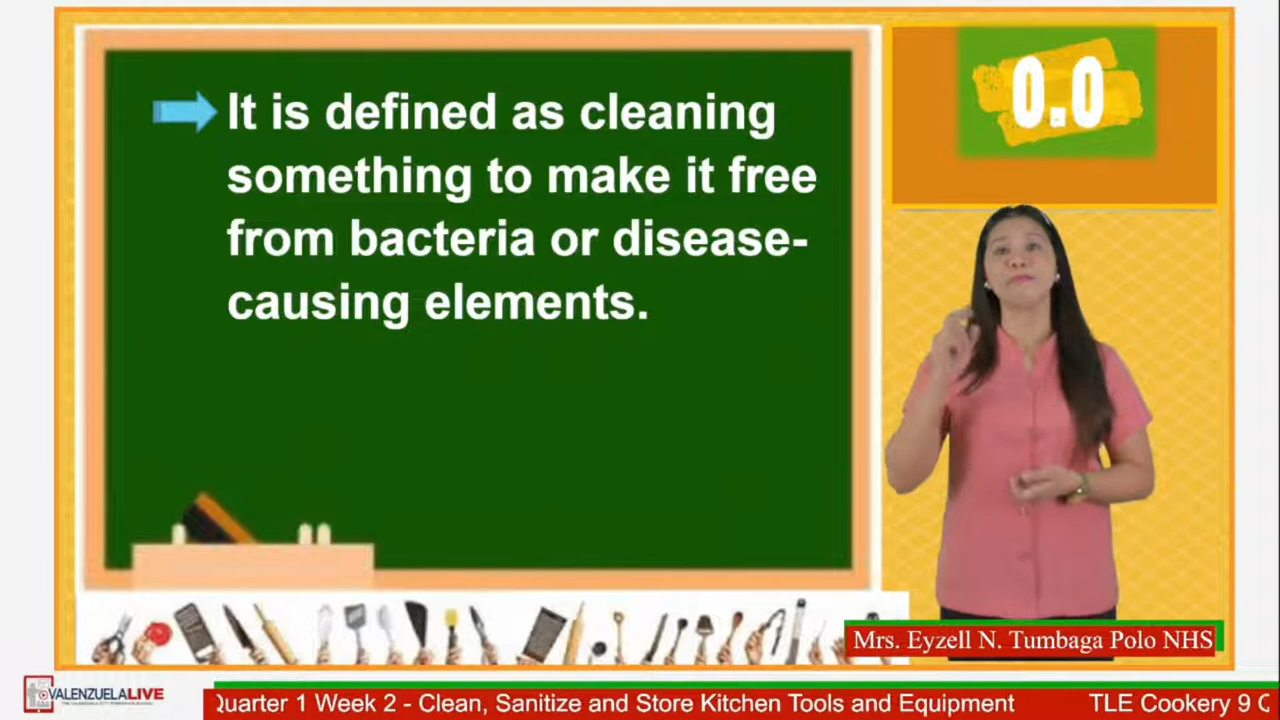 It is defined as cleaning
something to make it free
from bacteria or disease-
causing elements.
0.0
Mrs. Eyzell N. Tumbaga Polo NHS
VALENZUELALIVE
Quarter 1 Week 2 - Clean, Sanitize and Store Kitchen Tools and Equipment TLE Cookery 9 Q